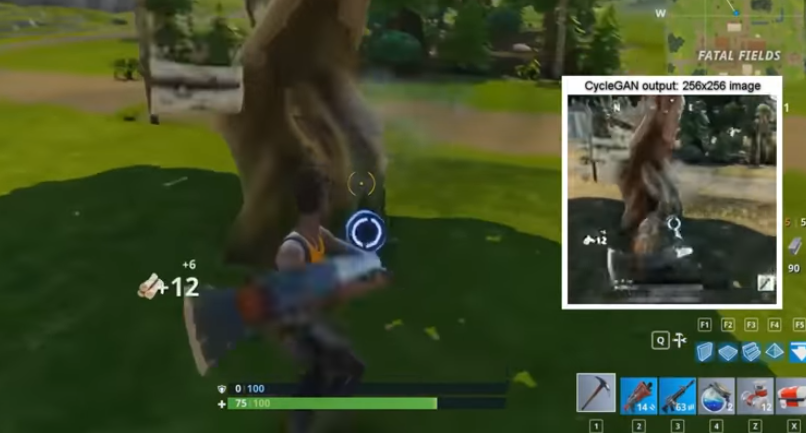 W
FATAL FIELDS
CycleGAN output: 256x256 image
N
E
+12
+6
+12
1
5 | 5
90
F1 F2 F3 F4 F5
Q
0 | 100
75 | 100
14
63
2
12
1 2 3 4 Z X